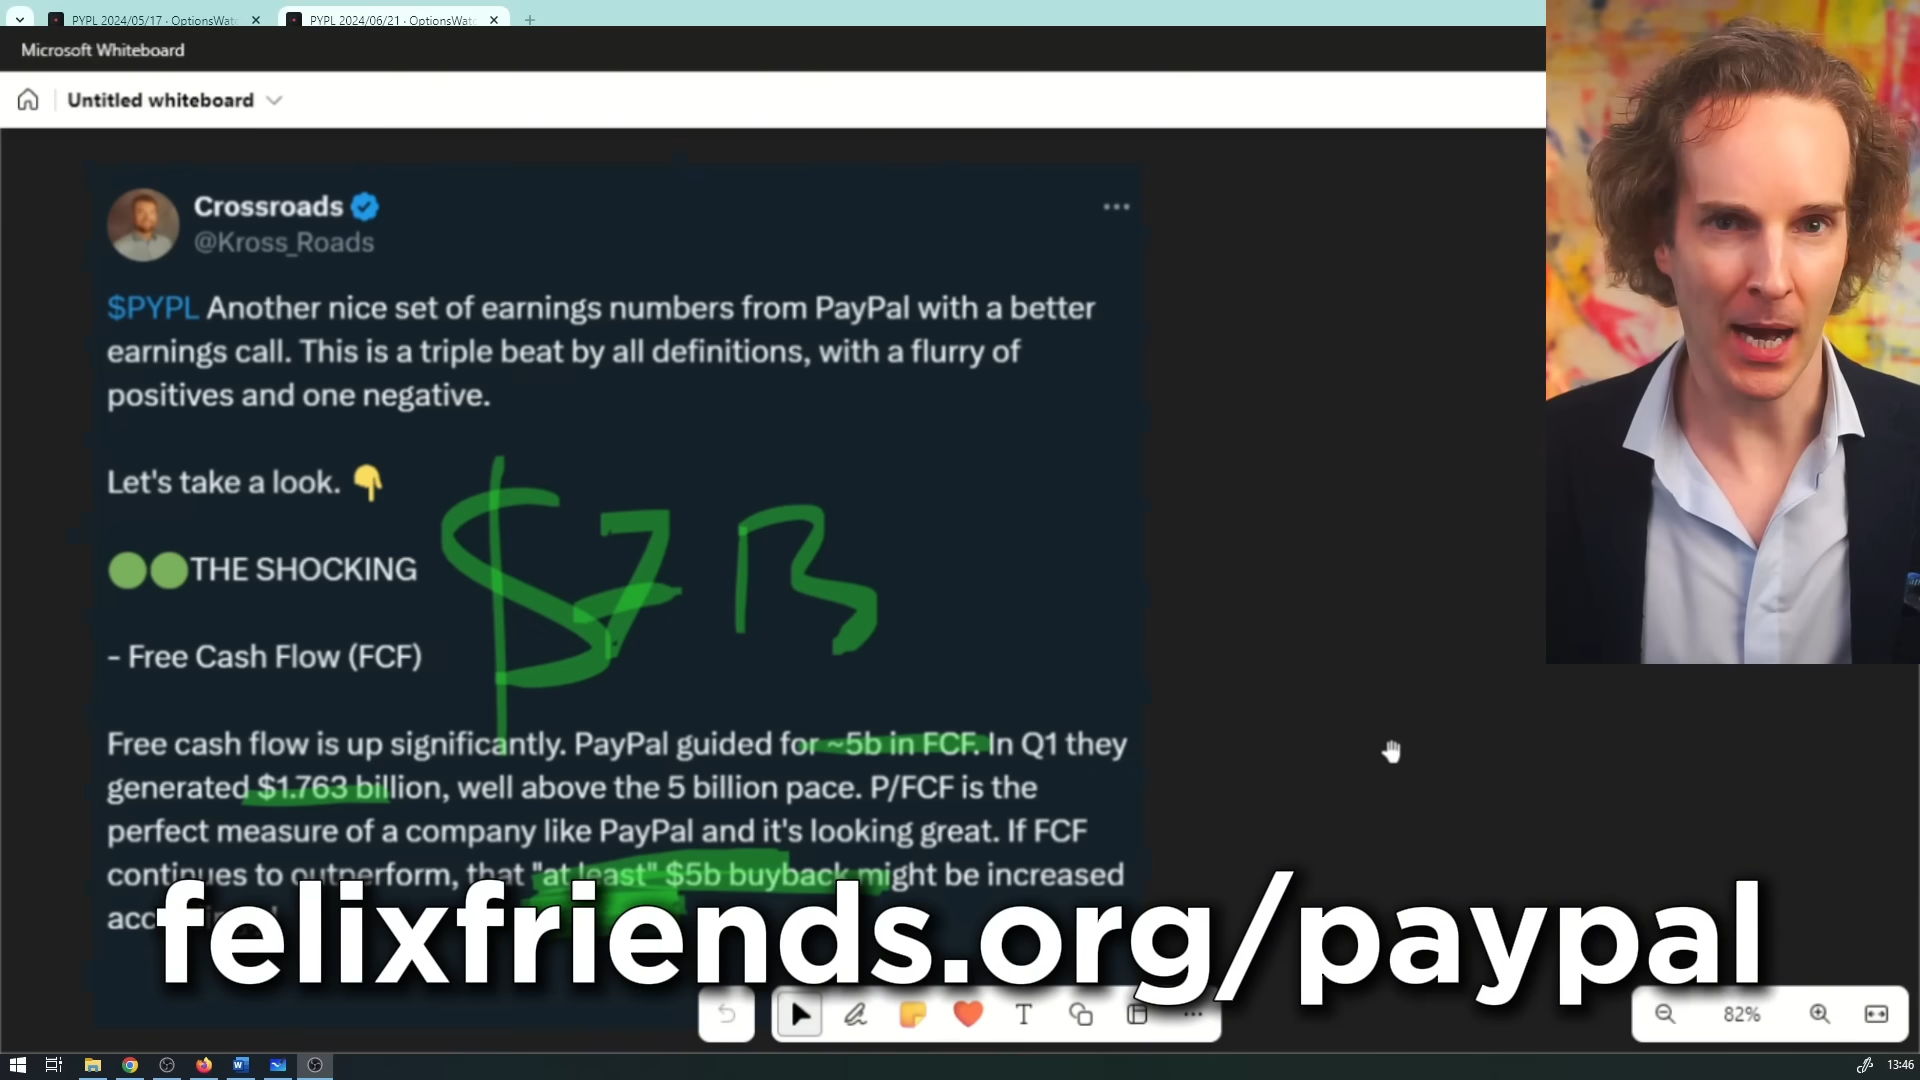 PYPL 2024/05/17 · OptionsWat
PYPL 2024/06/21 · OptionsWat
Microsoft Whiteboard
Untitled whiteboard
Crossroads
@Kross_Roads
$PYPL Another nice set of earnings numbers from PayPal with a better
earnings call. This is a triple beat by all definitions, with a flurry of
positives and one negative.
Let's take a look.
THE SHOCKING
$7 B
- Free Cash Flow (FCF)
Free cash flow is up significantly. PayPal guided for ~5b in FCF. In Q1 they
generated $1.763 billion, well above the 5 billion pace. P/FCF is the
perfect measure of a company like PayPal and it's looking great. If FCF
continues to outperform, that "at least" $5b buyback might be increased
felixfriends.org/paypal
82%
13:46